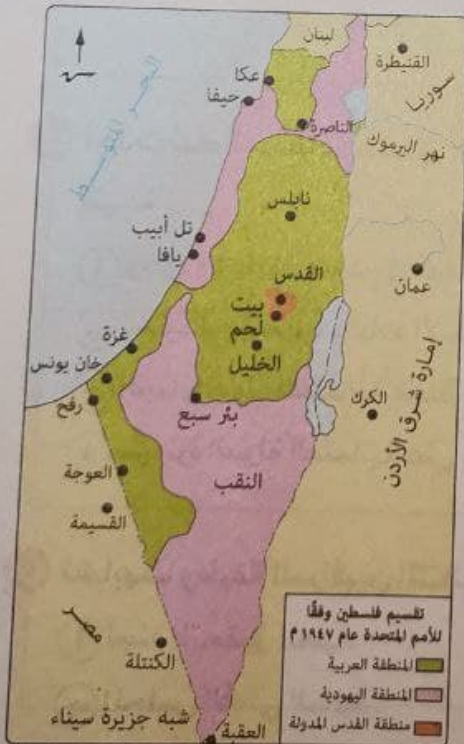 لبنان
القنيطرة
سوريا
عكا
حيفا
الناصرة
البحر المتوسط
نهر اليرموك
نابلس
تل أبيب
يافا
القدس
عمان
بيت
لحم
غزة
الخليل
خان يونس
رفح
بئر سبع
الكرك
إمارة شرق الأردن
النقب
العوجة
القسيمة
مصر
الكنتلة
شبه جزيرة سيناء
العقبة
تقسيم فلسطين وفقًا
للأمم المتحدة عام ١٩٤٧ م
المنطقة العربية
المنطقة اليهودية
منطقة القدس المدولة